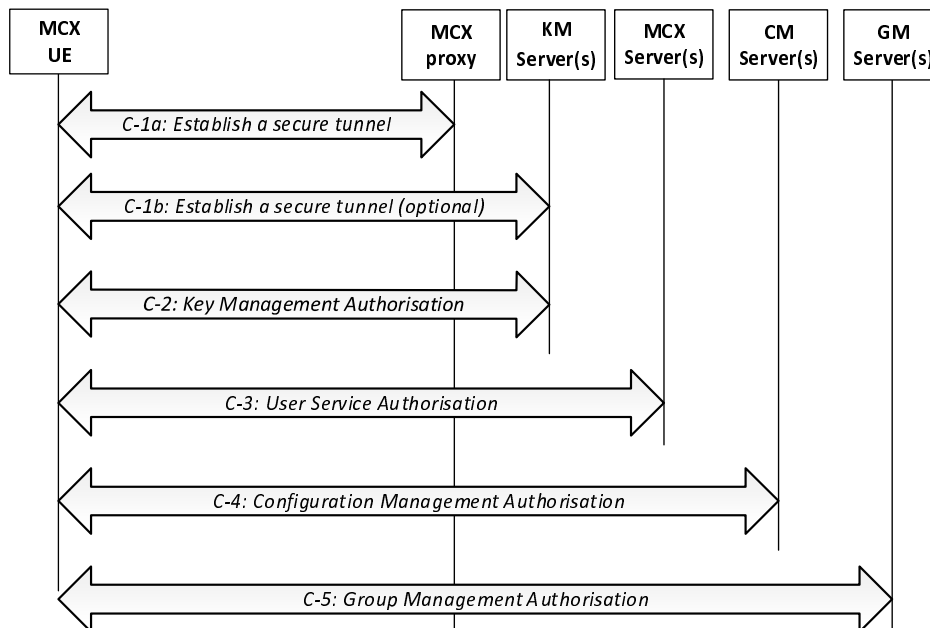 MCX
UE
MCX
proxy
KM
Server(s)
MCX
Server(s)
CM
Server(s)
GM
Server(s)
C-1a: Establish a secure tunnel
C-1b: Establish a secure tunnel (optional)
C-2: Key Management Authorisation
C-3: User Service Authorisation
C-4: Configuration Management Authorisation
C-5: Group Management Authorisation